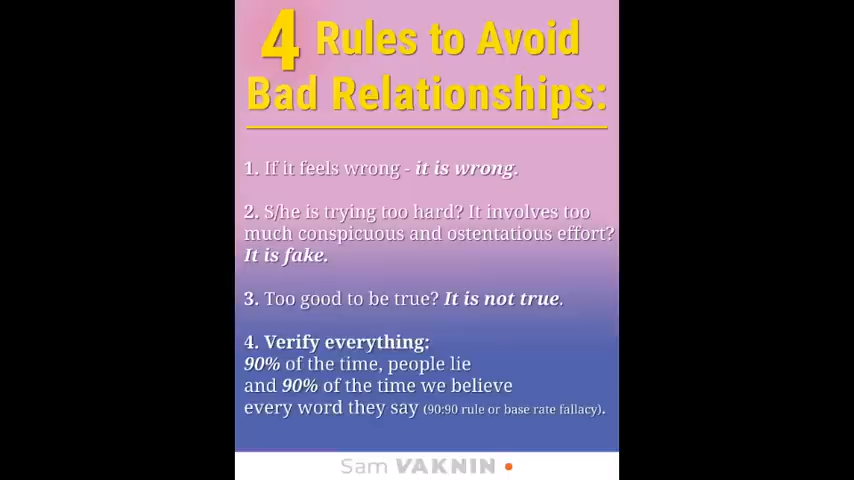 4 Rules to Avoid
Bad Relationships:
1. If it feels wrong - it is wrong.
2. S/he is trying too hard? It involves too
much conspicuous and ostentatious effort?
It is fake.
3. Too good to be true? It is not true.
4. Verify everything:
90% of the time, people lie
and 90% of the time we believe
every word they say (90:90 rule or base rate fallacy).
Sam VAKNIN